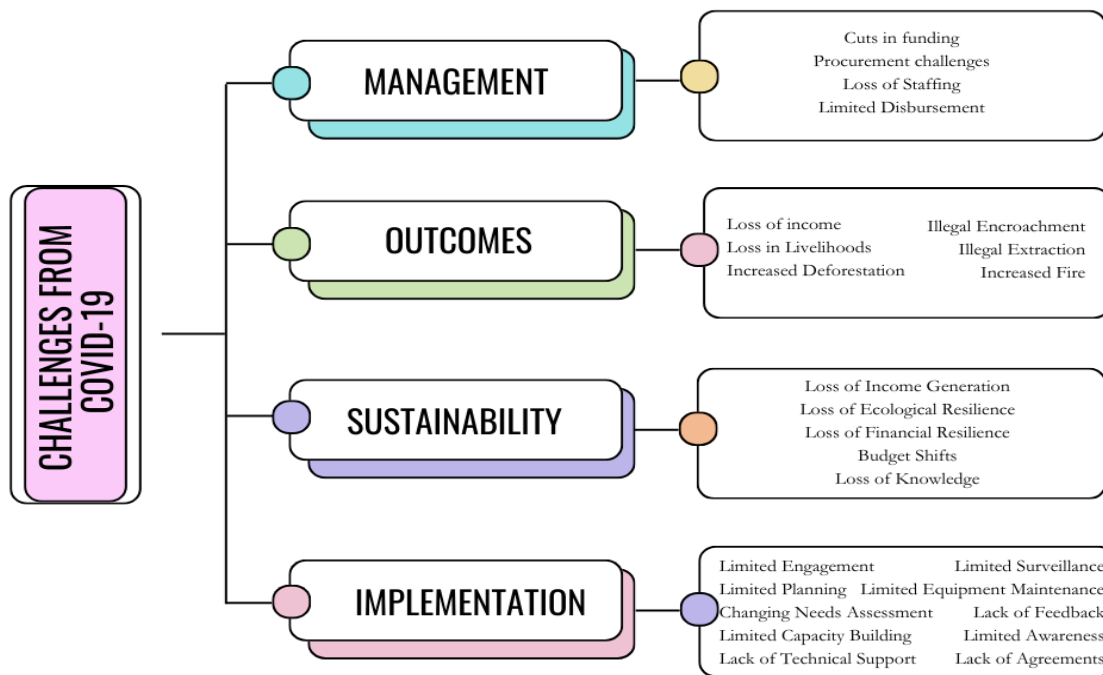 CHALLENGES FROM
COVID-19
MANAGEMENT
Cuts in funding
Procurement challenges
Loss of Staffing
Limited Disbursement
OUTCOMES
Loss of income
Loss in Livelihoods
Increased Deforestation
Illegal Encroachment
Illegal Extraction
Increased Fire
SUSTAINABILITY
Loss of Income Generation
Loss of Ecological Resilience
Loss of Financial Resilience
Budget Shifts
Loss of Knowledge
IMPLEMENTATION
Limited Engagement
Limited Planning
Changing Needs Assessment
Limited Capacity Building
Lack of Technical Support
Limited Surveillance
Limited Equipment Maintenance
Lack of Feedback
Limited Awareness
Lack of Agreements